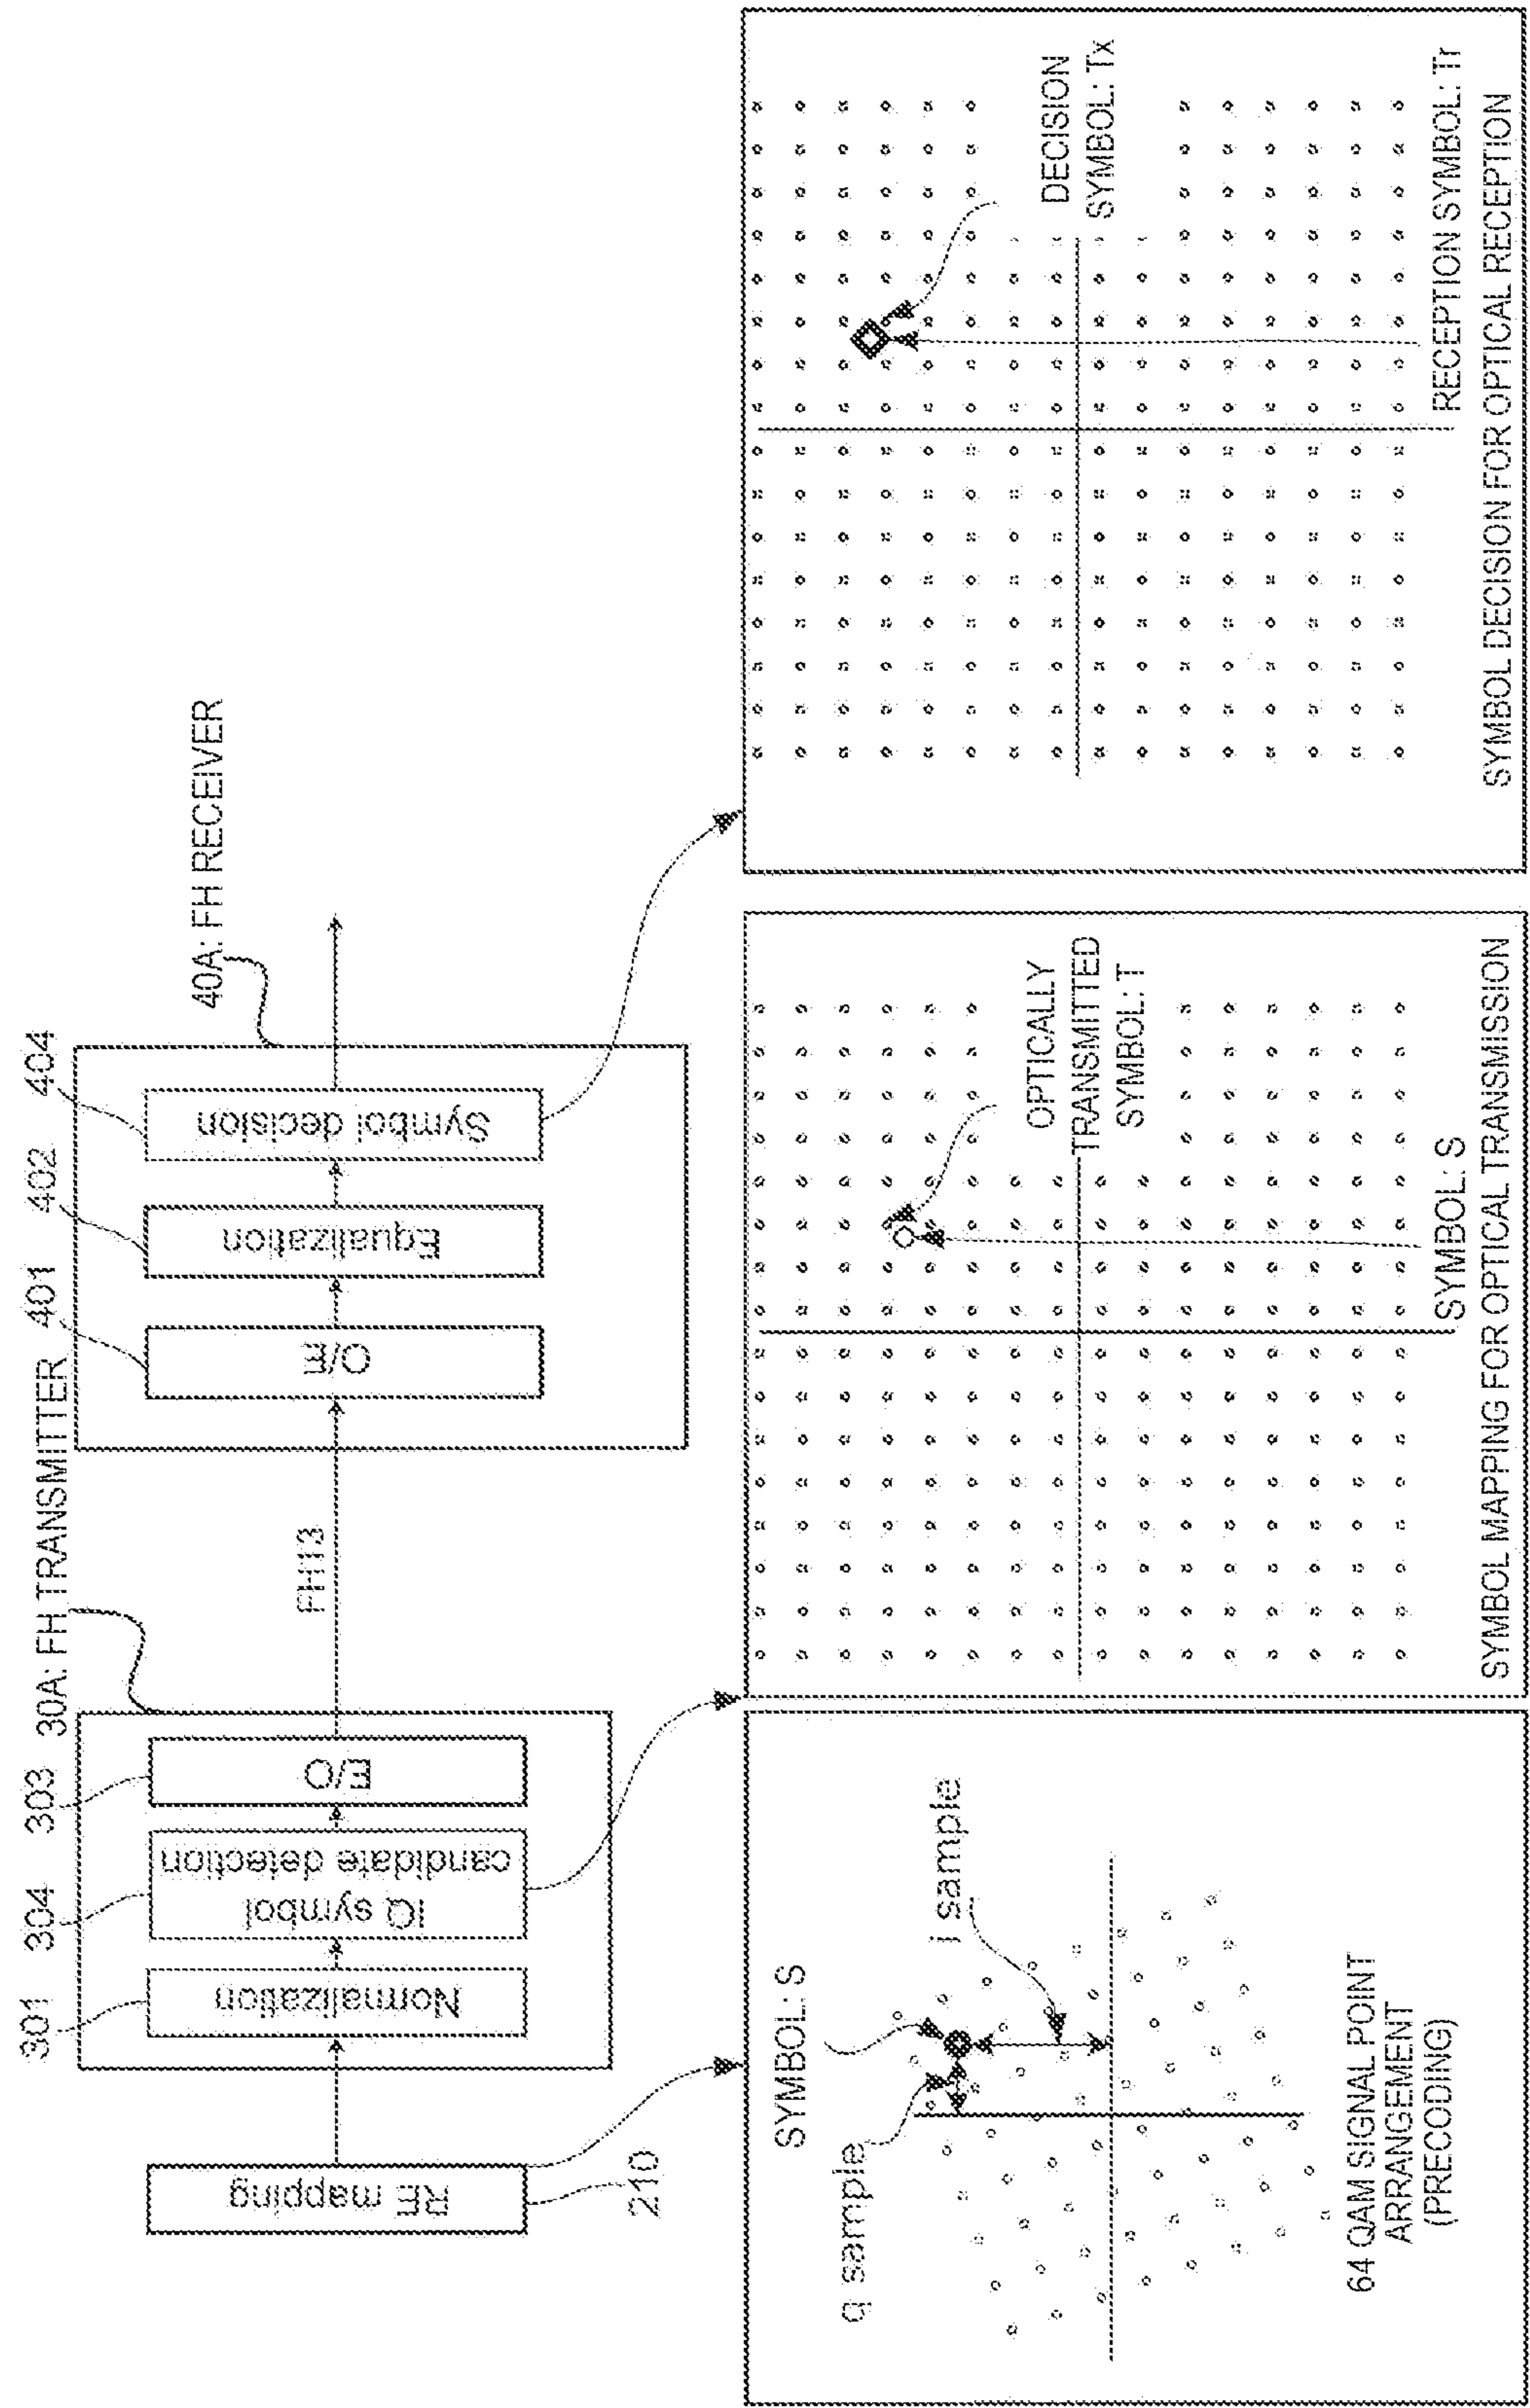 30A: FH TRANSMITTER
40A: FH RECEIVER
301
304
303
401
402
404
RE mapping
210
Normalization
IQ symbol
candidate detection
E/O
FH13
O/E
Equalization
Symbol decision
SYMBOL: S
q sample
i sample
64 QAM SIGNAL POINT
ARRANGEMENT
(PRECODING)
OPTICALLY
TRANSMITTED
SYMBOL: T
SYMBOL: S
SYMBOL MAPPING FOR OPTICAL TRANSMISSION
DECISION
SYMBOL: Tx
RECEPTION SYMBOL: Tr
SYMBOL DECISION FOR OPTICAL RECEPTION